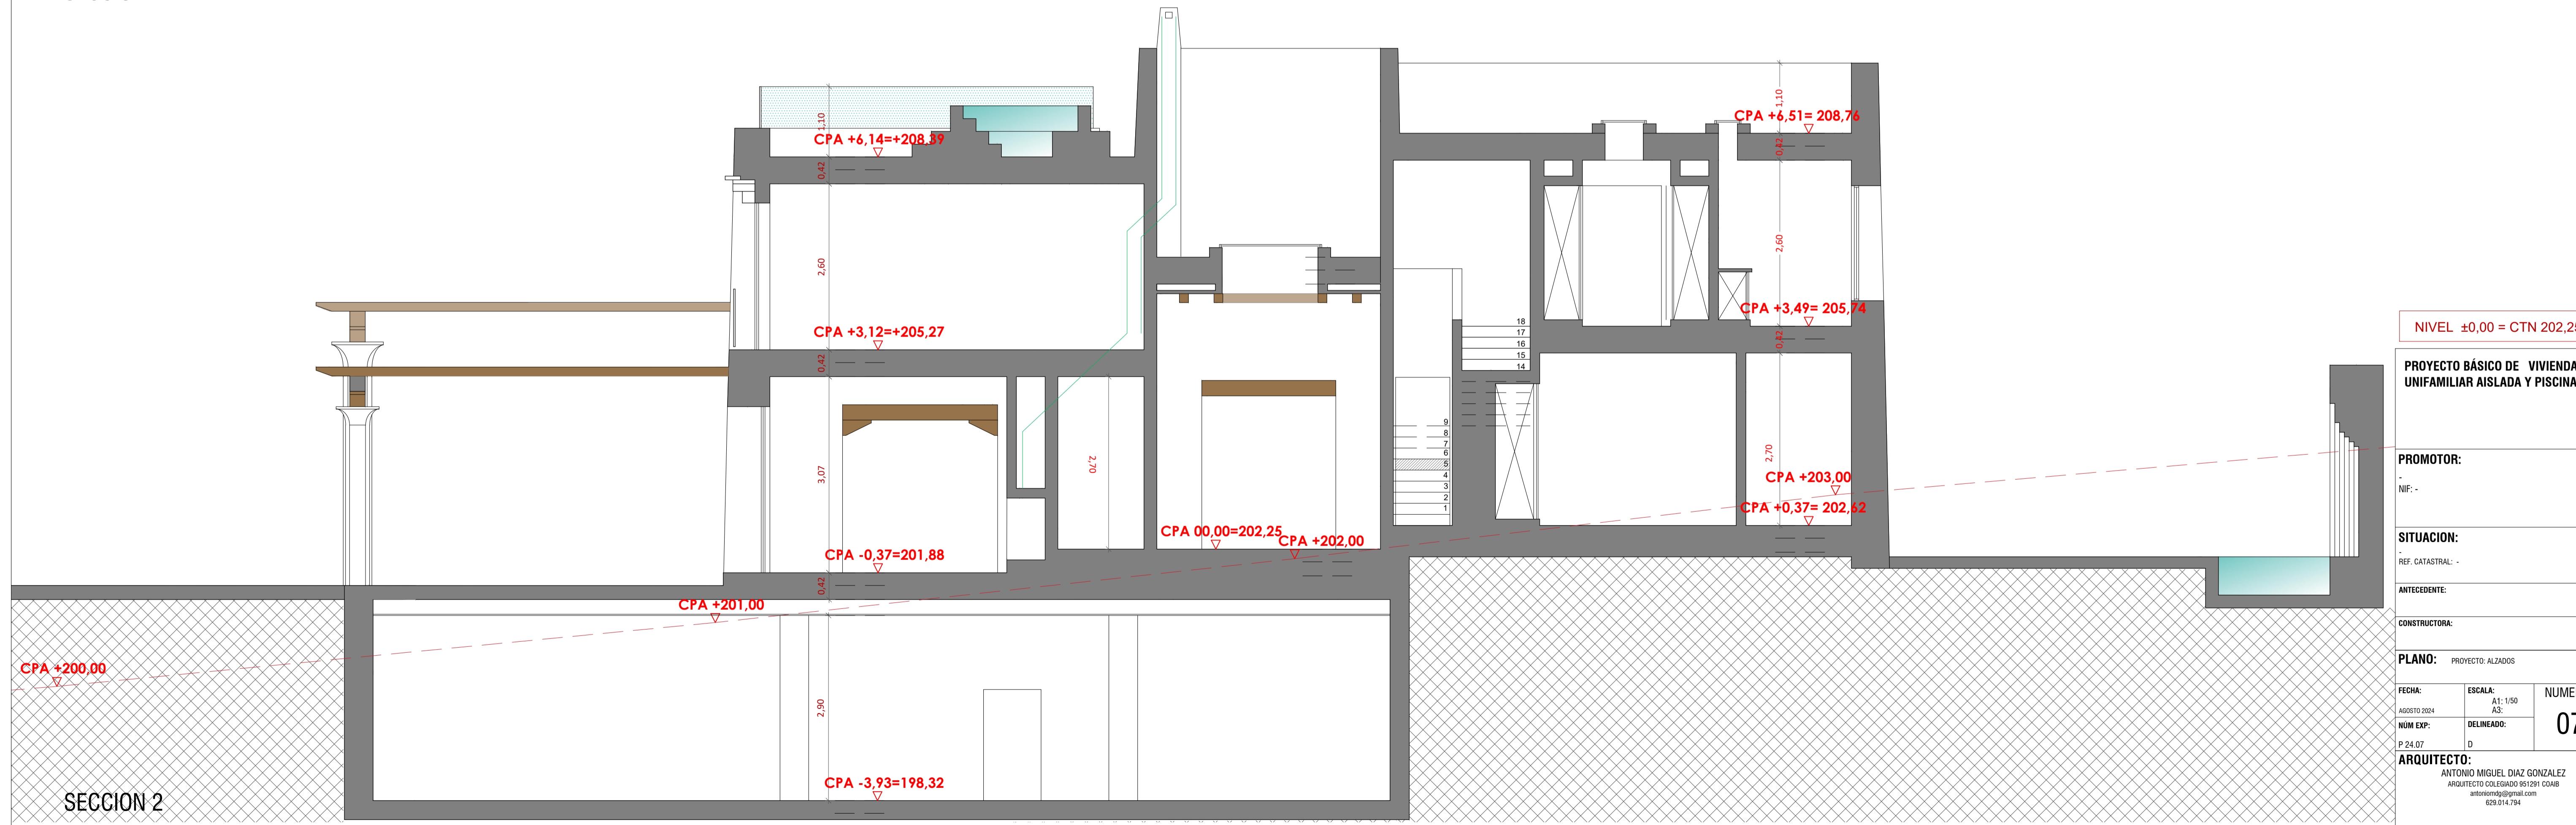 1,10
CPA +6,14=+208,39
0,42
2,60
CPA +3,12=+205,27
0,42
3,07
2,70
CPA -0,37=201,88
0,42
CPA +201,00
CPA +200,00
2,90
CPA -3,93=198,32
CPA 00,00=202,25
CPA +202,00
18
17
16
15
14
9
8
7
6
5
4
3
2
1
1,10
CPA +6,51= 208,76
0,42
2,60
CPA +3,49= 205,74
0,42
2,70
CPA +203,00
CPA +0,37= 202,62
SECCION 2
NIVEL ±0,00 = CTN 202,25
PROYECTO BÁSICO DE VIVIENDA
UNIFAMILIAR AISLADA Y PISCINA
PROMOTOR:
-
NIF: -
SITUACION:
-
REF. CATASTRAL: -
ANTECEDENTE:
CONSTRUCTORA:
PLANO: PROYECTO: ALZADOS
FECHA:
AGOSTO 2024
ESCALA:
A1: 1/50
A3:
NUME
07
NÚM EXP:
P 24.07
DELINEADO:
D
ARQUITECTO:
ANTONIO MIGUEL DIAZ GONZALEZ
ARQUITECTO COLEGIADO 951291 COAIB
antoniomdg@gmail.com
629.014.794